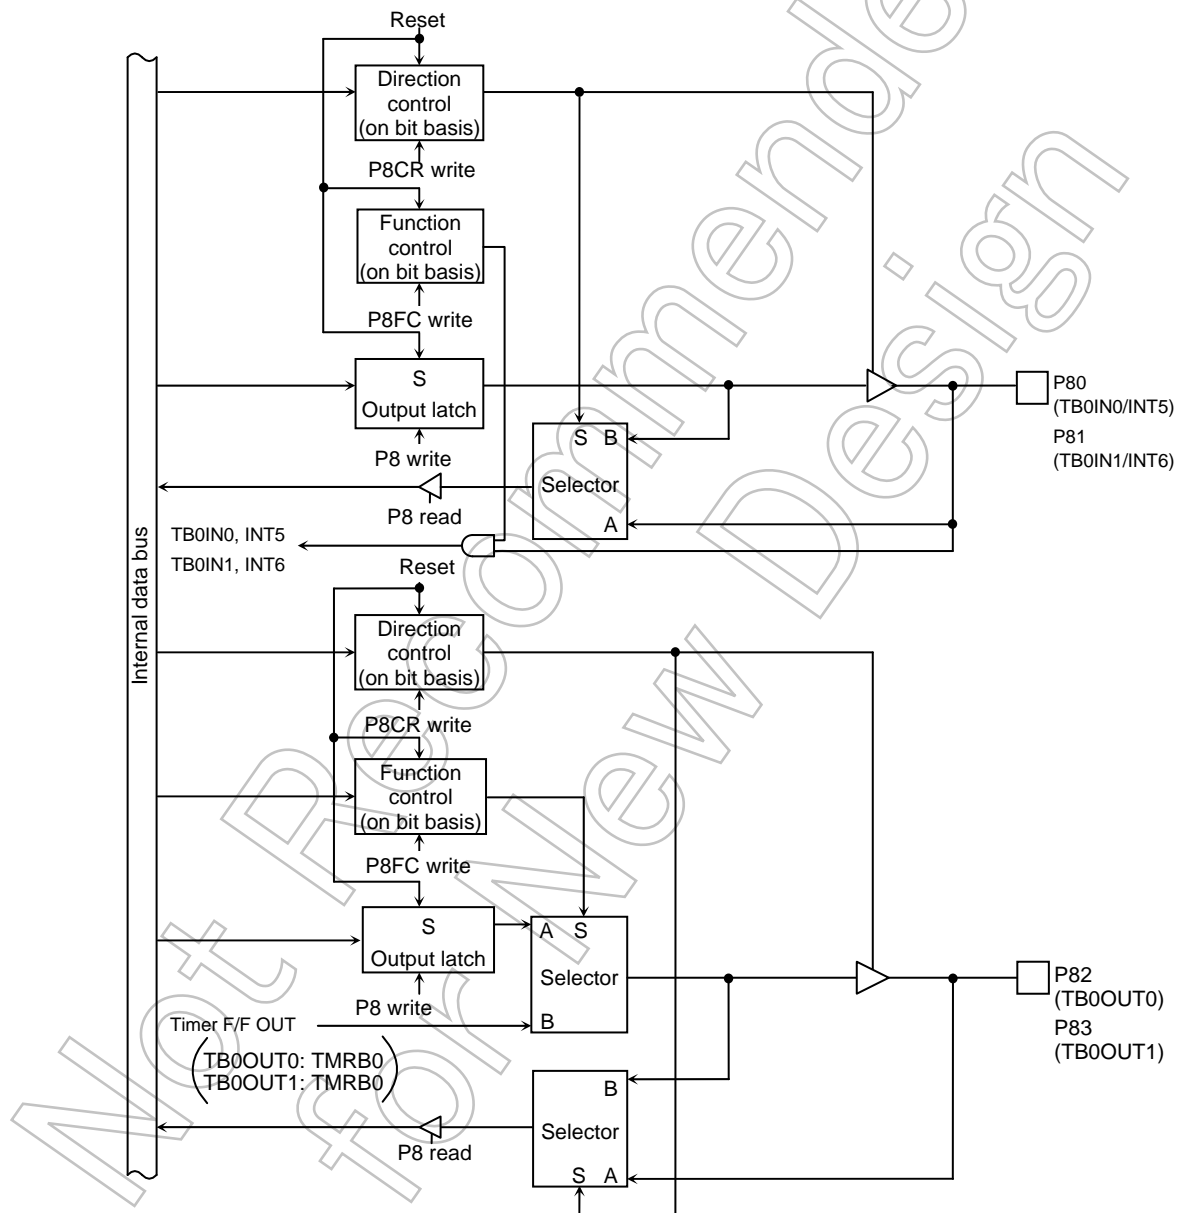 Reset
Direction
control
(on bit basis)
P8CR write
Function
control
(on bit basis)
P8FC write
S
Output latch
P8 write
S B
Selector
A
P8 read
P80
(TB0IN0/INT5)
P81
(TB0IN1/INT6)
TB0IN0, INT5
TB0IN1, INT6
Internal data bus
Reset
Direction
control
(on bit basis)
P8CR write
Function
control
(on bit basis)
P8FC write
S
Output latch
P8 write
A S
Selector
B
Timer F/F OUT
(TB0OUT0: TMRB0
TB0OUT1: TMRB0)
P82
(TB0OUT0)
P83
(TB0OUT1)
B
Selector
S A
P8 read
Not Recommende
for New Design